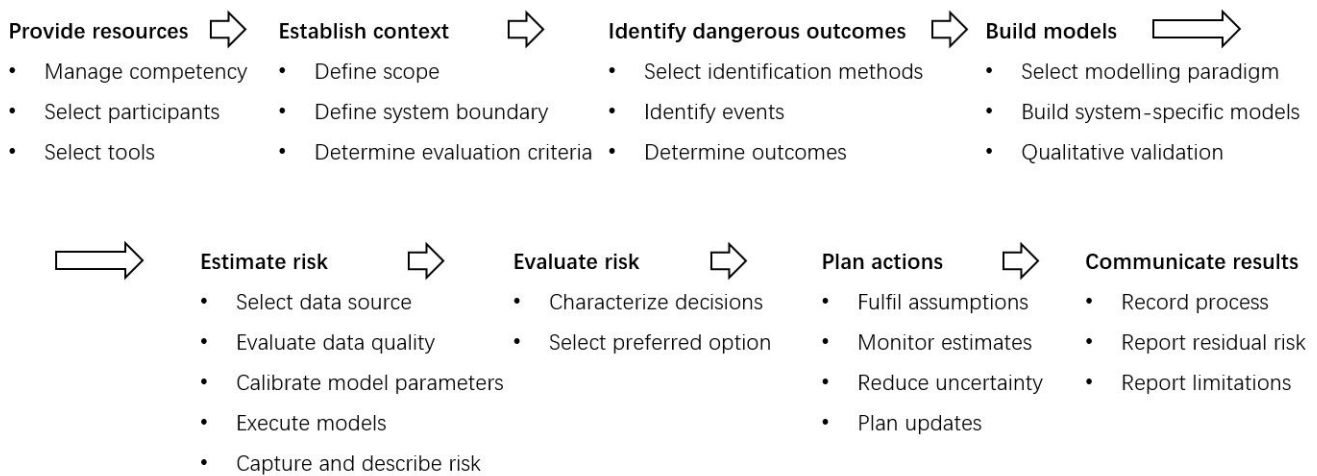 Provide resources
• Manage competency
• Select participants
• Select tools
Establish context
• Define scope
• Define system boundary
• Determine evaluation criteria
Identify dangerous outcomes
• Select identification methods
• Identify events
• Determine outcomes
Build models
• Select modelling paradigm
• Build system-specific models
• Qualitative validation
Estimate risk
• Select data source
• Evaluate data quality
• Calibrate model parameters
• Execute models
• Capture and describe risk
Evaluate risk
• Characterize decisions
• Select preferred option
Plan actions
• Fulfil assumptions
• Monitor estimates
• Reduce uncertainty
• Plan updates
Communicate results
• Record process
• Report residual risk
• Report limitations